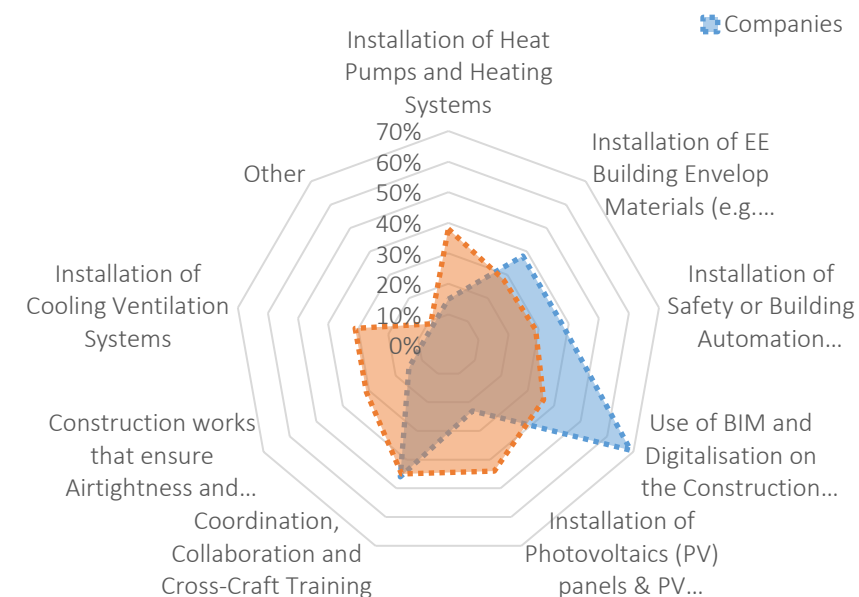 Companies
Installation of Heat
Pumps and Heating
Systems
70%
60%
50%
40%
30%
20%
10%
0%
Installation of EE
Building Envelop
Materials (e.g....
Installation of
Safety or Building
Automation...
Use of BIM and
Digitalisation on
the Construction...
Installation of
Photovoltaics (PV)
panels & PV...
Coordination,
Collaboration and
Cross-Craft Training
Construction works
that ensure
Airtightness and...
Installation of
Cooling Ventilation
Systems
Other